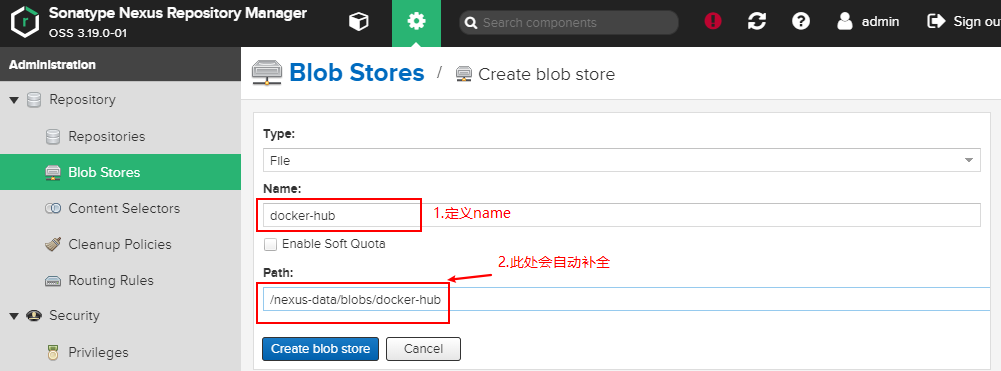 Sonatype Nexus Repository Manager
OSS 3.19.0-01
Search components
admin
Sign out
Administration
Repository
Repositories
Blob Stores
Content Selectors
Cleanup Policies
Routing Rules
Security
Privileges
Blob Stores / Create blob store
Type:
File
Name:
docker-hub
1.定义name
Enable Soft Quota
2.此处会自动补全
Path:
/nexus-data/blobs/docker-hub
Create blob store
Cancel